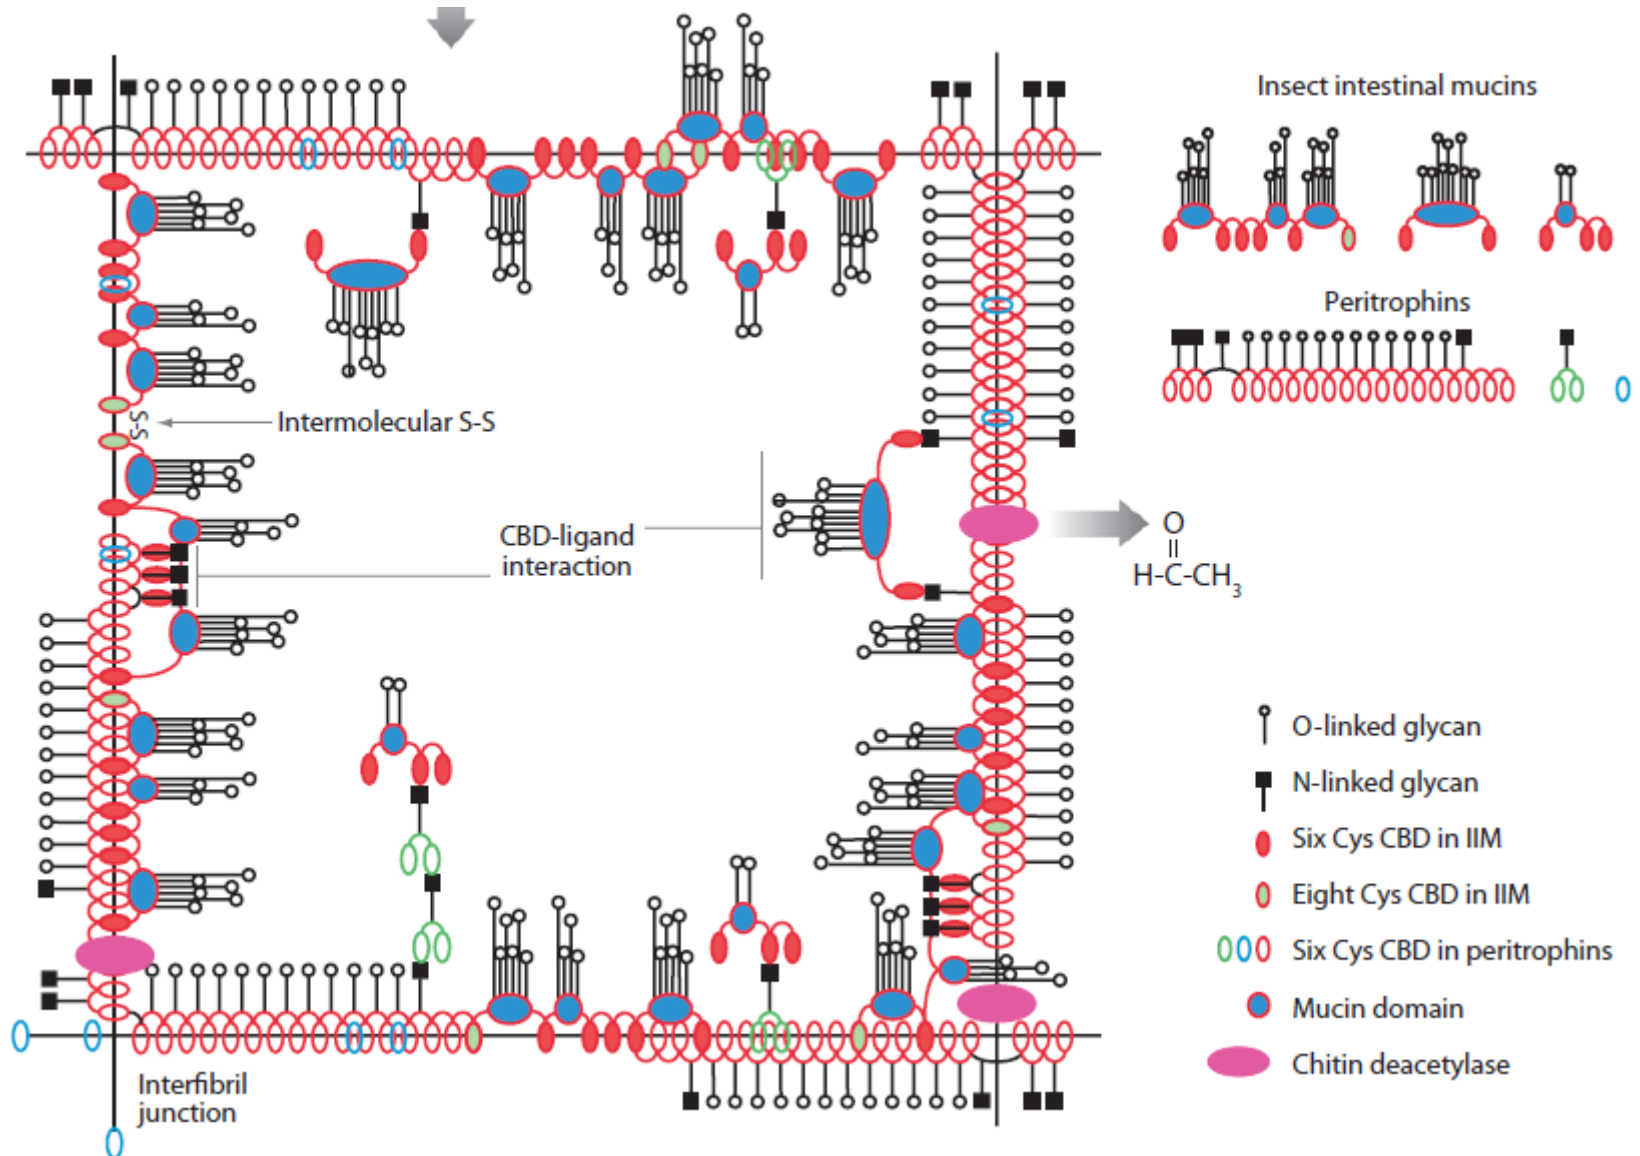 Insect intestinal mucins
Peritrophins
S-S
Intermolecular S-S
CBD-ligand
interaction
O
=
H-C-CH3
O-linked glycan
N-linked glycan
Six Cys CBD in IIM
Eight Cys CBD in IIM
Six Cys CBD in peritrophins
Mucin domain
Chitin deacetylase
Interfibril
junction